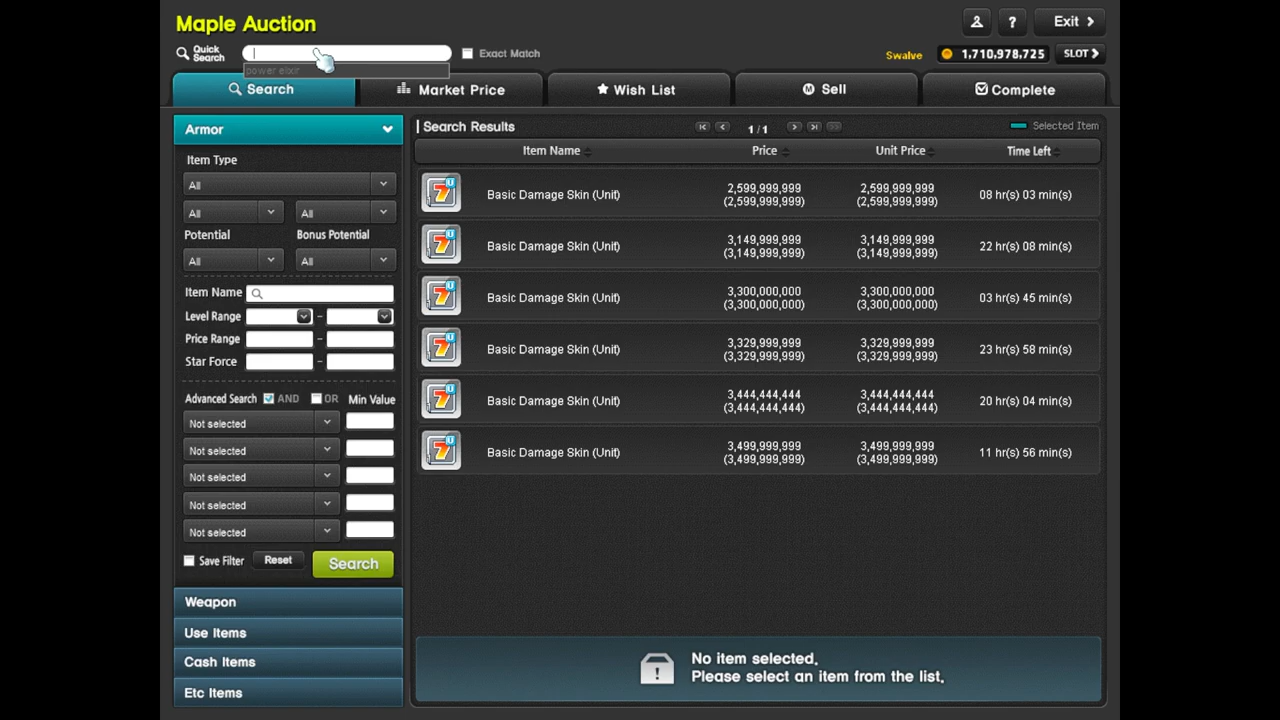 Maple Auction
? Exit
Quick Search
Exact Match
Swalve 1,710,978,725 SLOT
power elixir
Search Market Price Wish List Sell Complete
Armor
Item Type
All
All All
Potential Bonus Potential
All All
Item Name
Level Range -
Price Range -
Star Force -
Advanced Search AND OR Min Value
Not selected
Not selected
Not selected
Not selected
Not selected
Save Filter Reset Search
Weapon
Use Items
Cash Items
Etc Items
Search Results 1 / 1 Selected Item
Item Name Price Unit Price Time Left
Basic Damage Skin (Unit) 2,599,999,999 2,599,999,999 08 hr(s) 03 min(s)
(2,599,999,999) (2,599,999,999)
Basic Damage Skin (Unit) 3,149,999,999 3,149,999,999 22 hr(s) 08 min(s)
(3,149,999,999) (3,149,999,999)
Basic Damage Skin (Unit) 3,300,000,000 3,300,000,000 03 hr(s) 45 min(s)
(3,300,000,000) (3,300,000,000)
Basic Damage Skin (Unit) 3,329,999,999 3,329,999,999 23 hr(s) 58 min(s)
(3,329,999,999) (3,329,999,999)
Basic Damage Skin (Unit) 3,444,444,444 3,444,444,444 20 hr(s) 04 min(s)
(3,444,444,444) (3,444,444,444)
Basic Damage Skin (Unit) 3,499,999,999 3,499,999,999 11 hr(s) 56 min(s)
(3,499,999,999) (3,499,999,999)
No item selected.
Please select an item from the list.